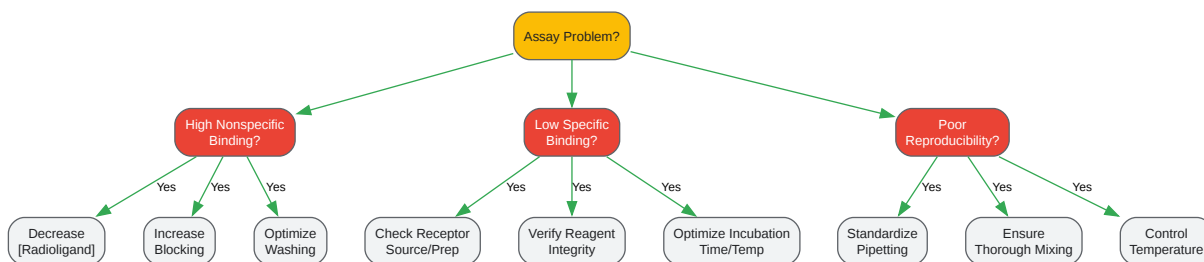 Assay Problem?
High Nonspecific
Binding?
Low Specific
Binding?
Poor
Reproducibility?
Yes
Yes
Yes
Yes
Yes
Yes
Yes
Yes
Yes
Decrease
[Radioligand]
Increase
Blocking
Optimize
Washing
Check Receptor
Source/Prep
Verify Reagent
Integrity
Optimize Incubation
Time/Temp
Standardize
Pipetting
Ensure
Thorough Mixing
Control
Temperature